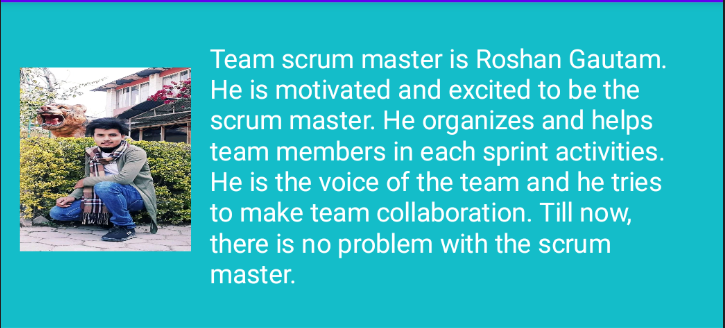 Team scrum master is Roshan Gautam.
He is motivated and excited to be the
scrum master. He organizes and helps
team members in each sprint activities.
He is the voice of the team and he tries
to make team collaboration. Till now,
there is no problem with the scrum
master.